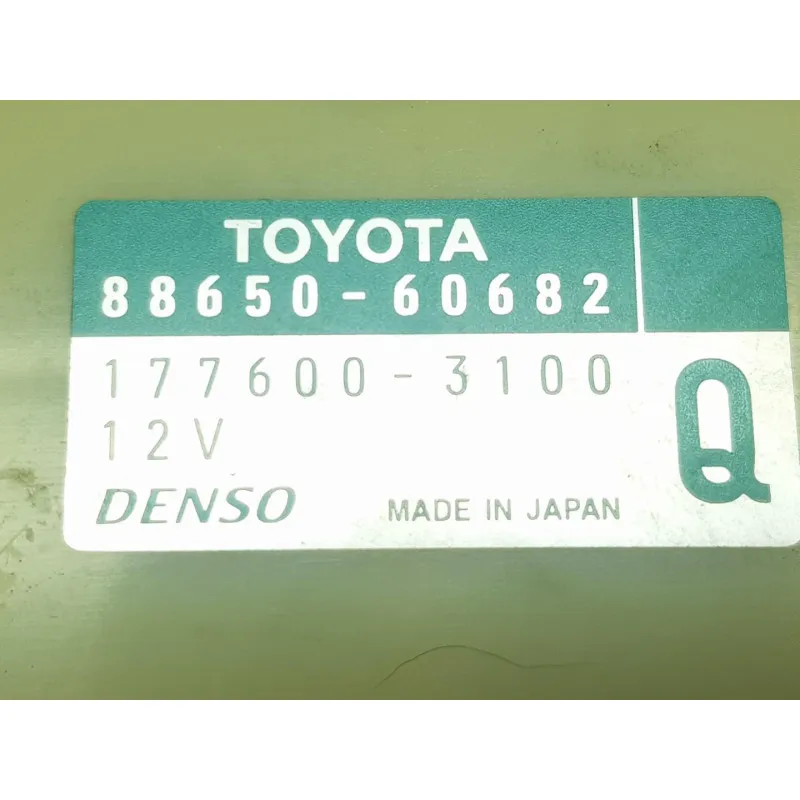 TOYOTA
88650-60682
177600-3100
12V
Q
DENSO MADE IN JAPAN